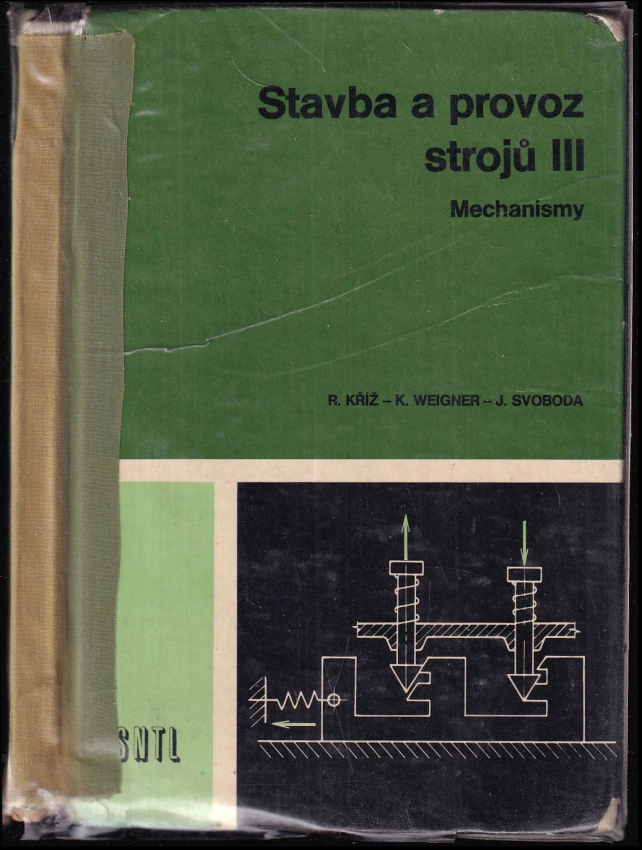 Stavba a provoz
strojů III
Mechanismy
R. KŘÍŽ – K. WEIGNER – J. SVOBODA
SNTL